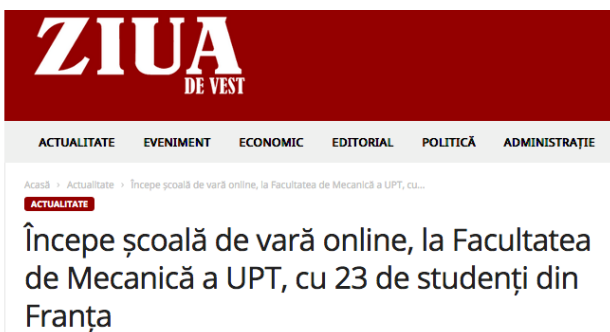 ZIUA
DE VEST
ACTUALITATE EVENIMENT ECONOMIC EDITORIAL POLITICĂ ADMINISTRAȚIE
Acasă › Actualitate › Începe școală de vară online, la Facultatea de Mecanică a UPT, cu...
ACTUALITATE
Începe școală de vară online, la Facultatea
de Mecanică a UPT, cu 23 de studenți din
Franța